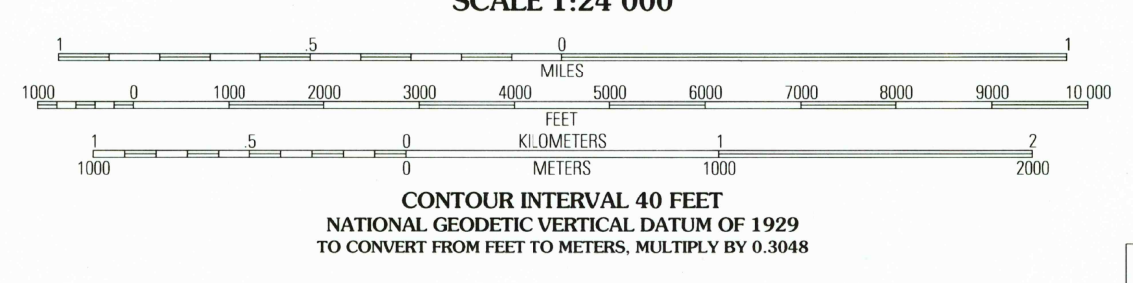 SCALE 1:24 000
1 .5 0 1
MILES
1000 0 1000 2000 3000 4000 5000 6000 7000 8000 9000 10 000
FEET
1 .5 0 KILOMETERS 1 2
1000 0 METERS 1000 2000
CONTOUR INTERVAL 40 FEET
NATIONAL GEODETIC VERTICAL DATUM OF 1929
TO CONVERT FROM FEET TO METERS, MULTIPLY BY 0.3048